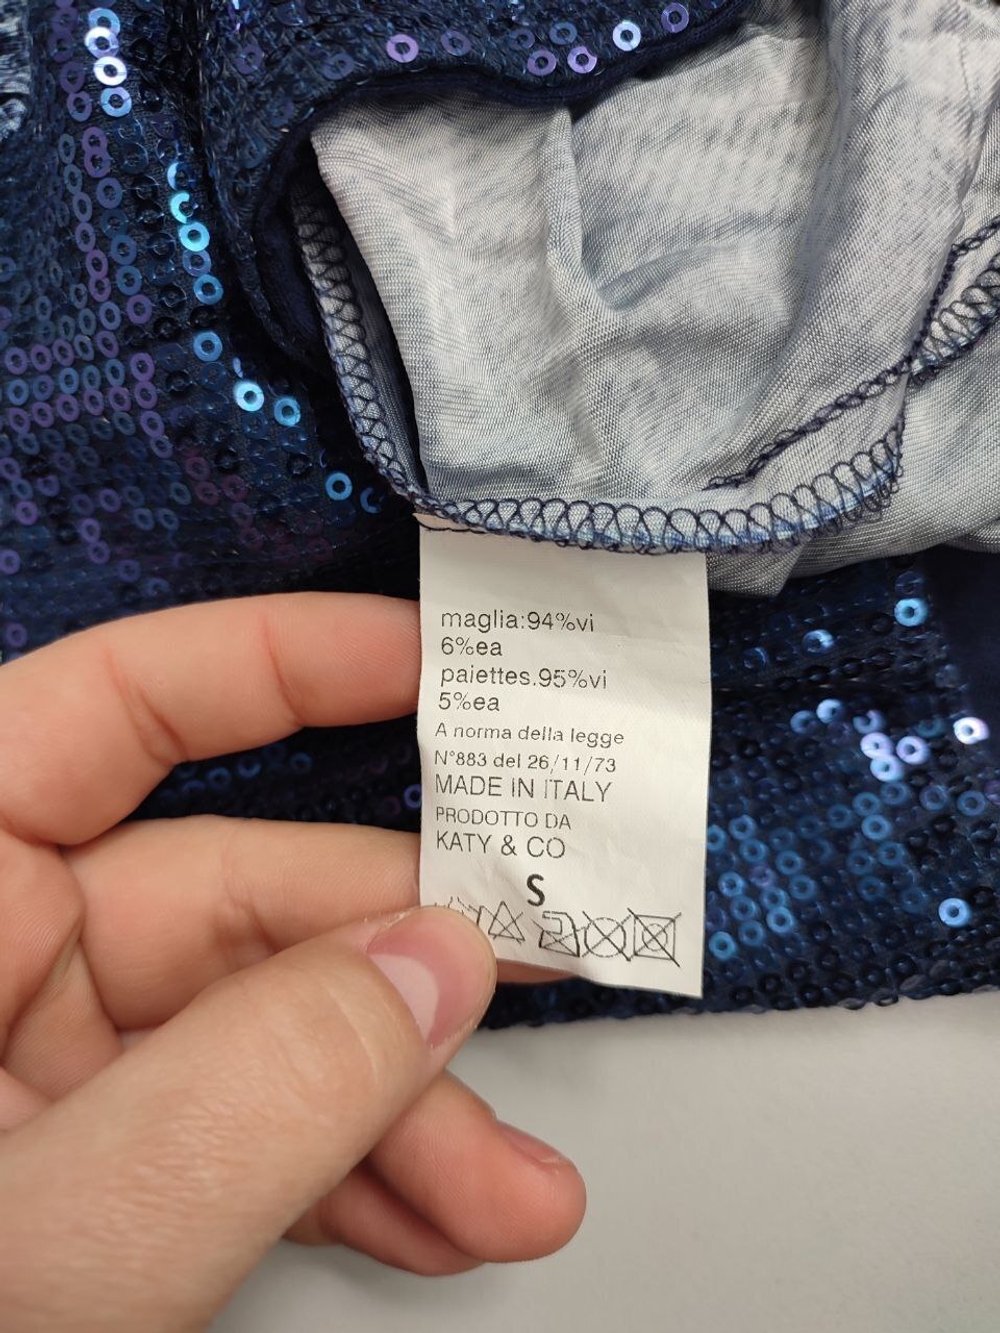 maglia:94%vi
6%ea
paiettes.95%vi
5%ea
A norma della legge
N°883 del 26/11/73
MADE IN ITALY
PRODOTTO DA
KATY & CO
S